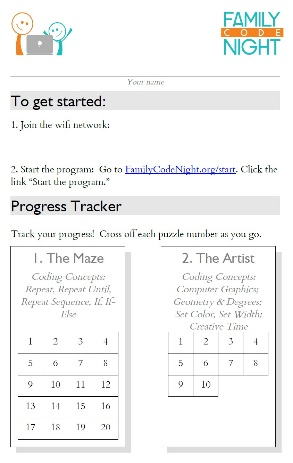 FAMILY
CODE
NIGHT
Your name
To get started:
1. Join the wifi network:
2. Start the program: Go to FamilyCodeNight.org/start. Click the
link “Start the program.”
Progress Tracker
Track your progress! Cross off each puzzle number as you go.
1. The Maze
Coding Concepts:
Repeat, Repeat Until,
Repeat Sequence, If, If-
Else
1 2 3 4
5 6 7 8
9 10 11 12
13 14 15 16
17 18 19 20
2. The Artist
Coding Concepts:
Computer Graphics;
Geometry & Degrees;
Set Color, Set Width;
Creative Time
1 2 3 4
5 6 7 8
9 10